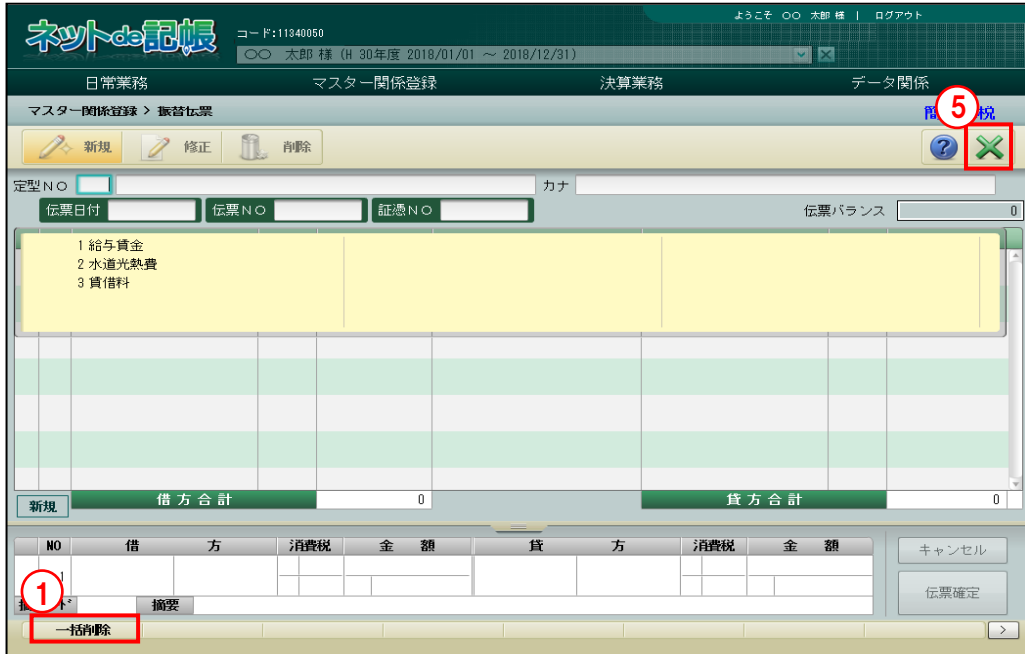 ようこそ 〇〇 太郎 様 | ログアウト
ネットde記帳
コード:11340050
〇〇 太郎 様 (H 30年度 2018/01/01 ～ 2018/12/31)
日常業務 マスター関係登録 決算業務 データ関係
マスター関係登録 > 振替伝票
5 税
新規 修正 削除 ?
定型NO カナ
伝票日付 伝票NO 証憑NO 伝票バランス 0
1 給与賃金
2 水道光熱費
3 賃借料
新規 借方合計 0 貸方合計 0
NO 借 方 消費税 金 額 貸 方 消費税 金 額 キャンセル
1
摘要 伝票確定
一括削除 >